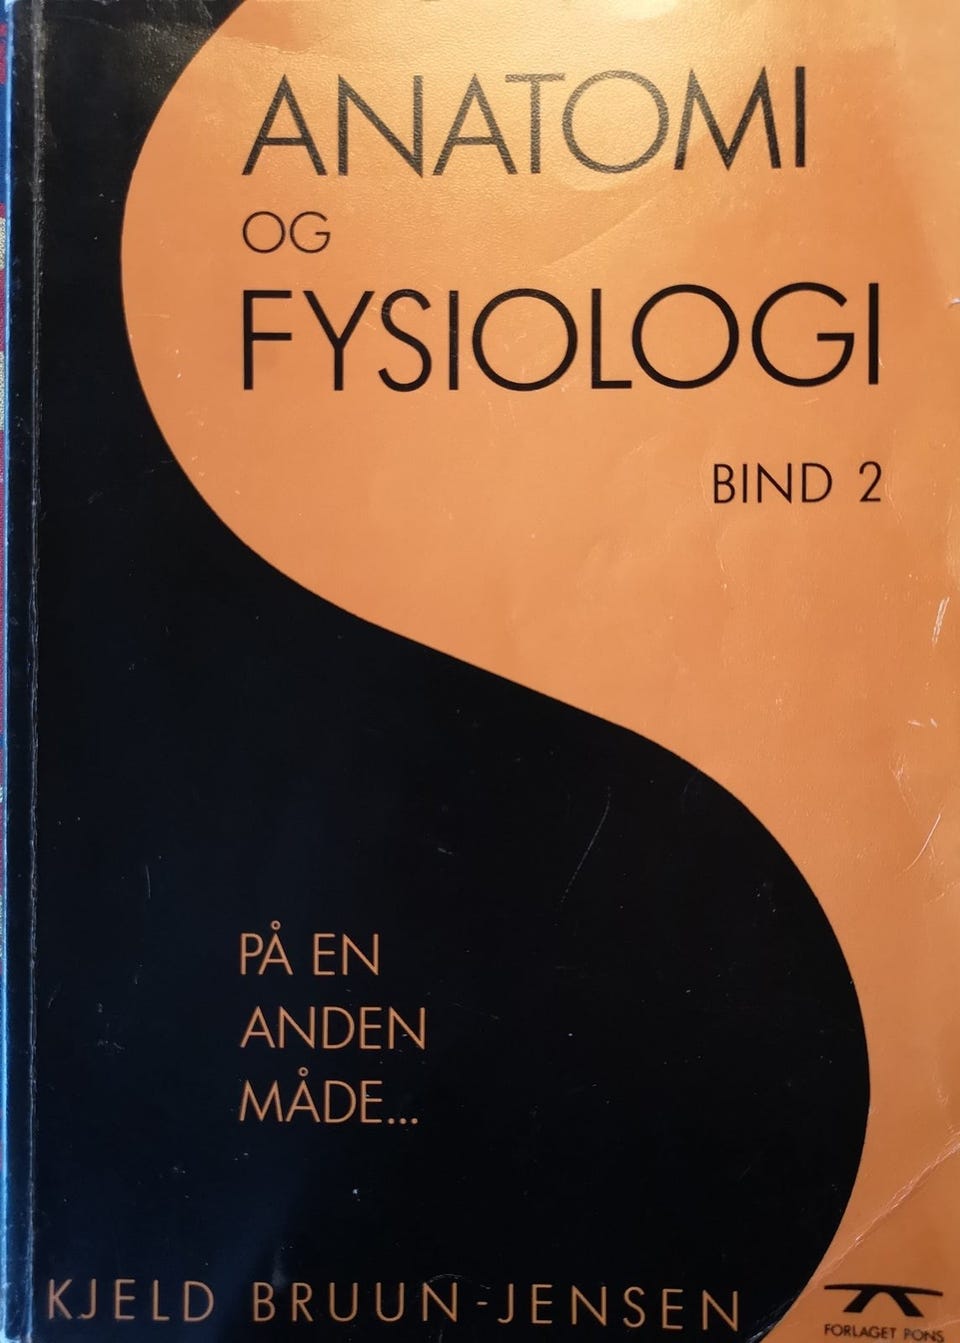 ANATOMI
OG
FYSIOLOGI
BIND 2
PÅ EN
ANDEN
MÅDE...
KJELD BRUUN-JENSEN
FORLAGET PONS